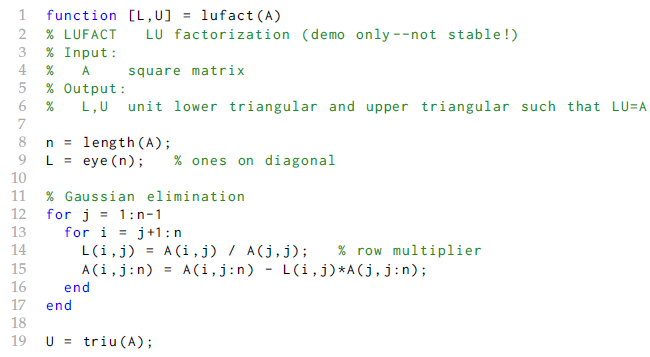 1 function [L,U] = lufact(A)
2 % LUFACT   LU factorization (demo only--not stable!)
3 % Input:
4 %   A    square matrix
5 % Output:
6 %   L,U  unit lower triangular and upper triangular such that LU=A
7
8 n = length(A);
9 L = eye(n);   % ones on diagonal
10
11 % Gaussian elimination
12 for j = 1:n-1
13   for i = j+1:n
14     L(i,j) = A(i,j) / A(j,j);   % row multiplier
15     A(i,j:n) = A(i,j:n) - L(i,j)*A(j,j:n);
16   end
17 end
18
19 U = triu(A);